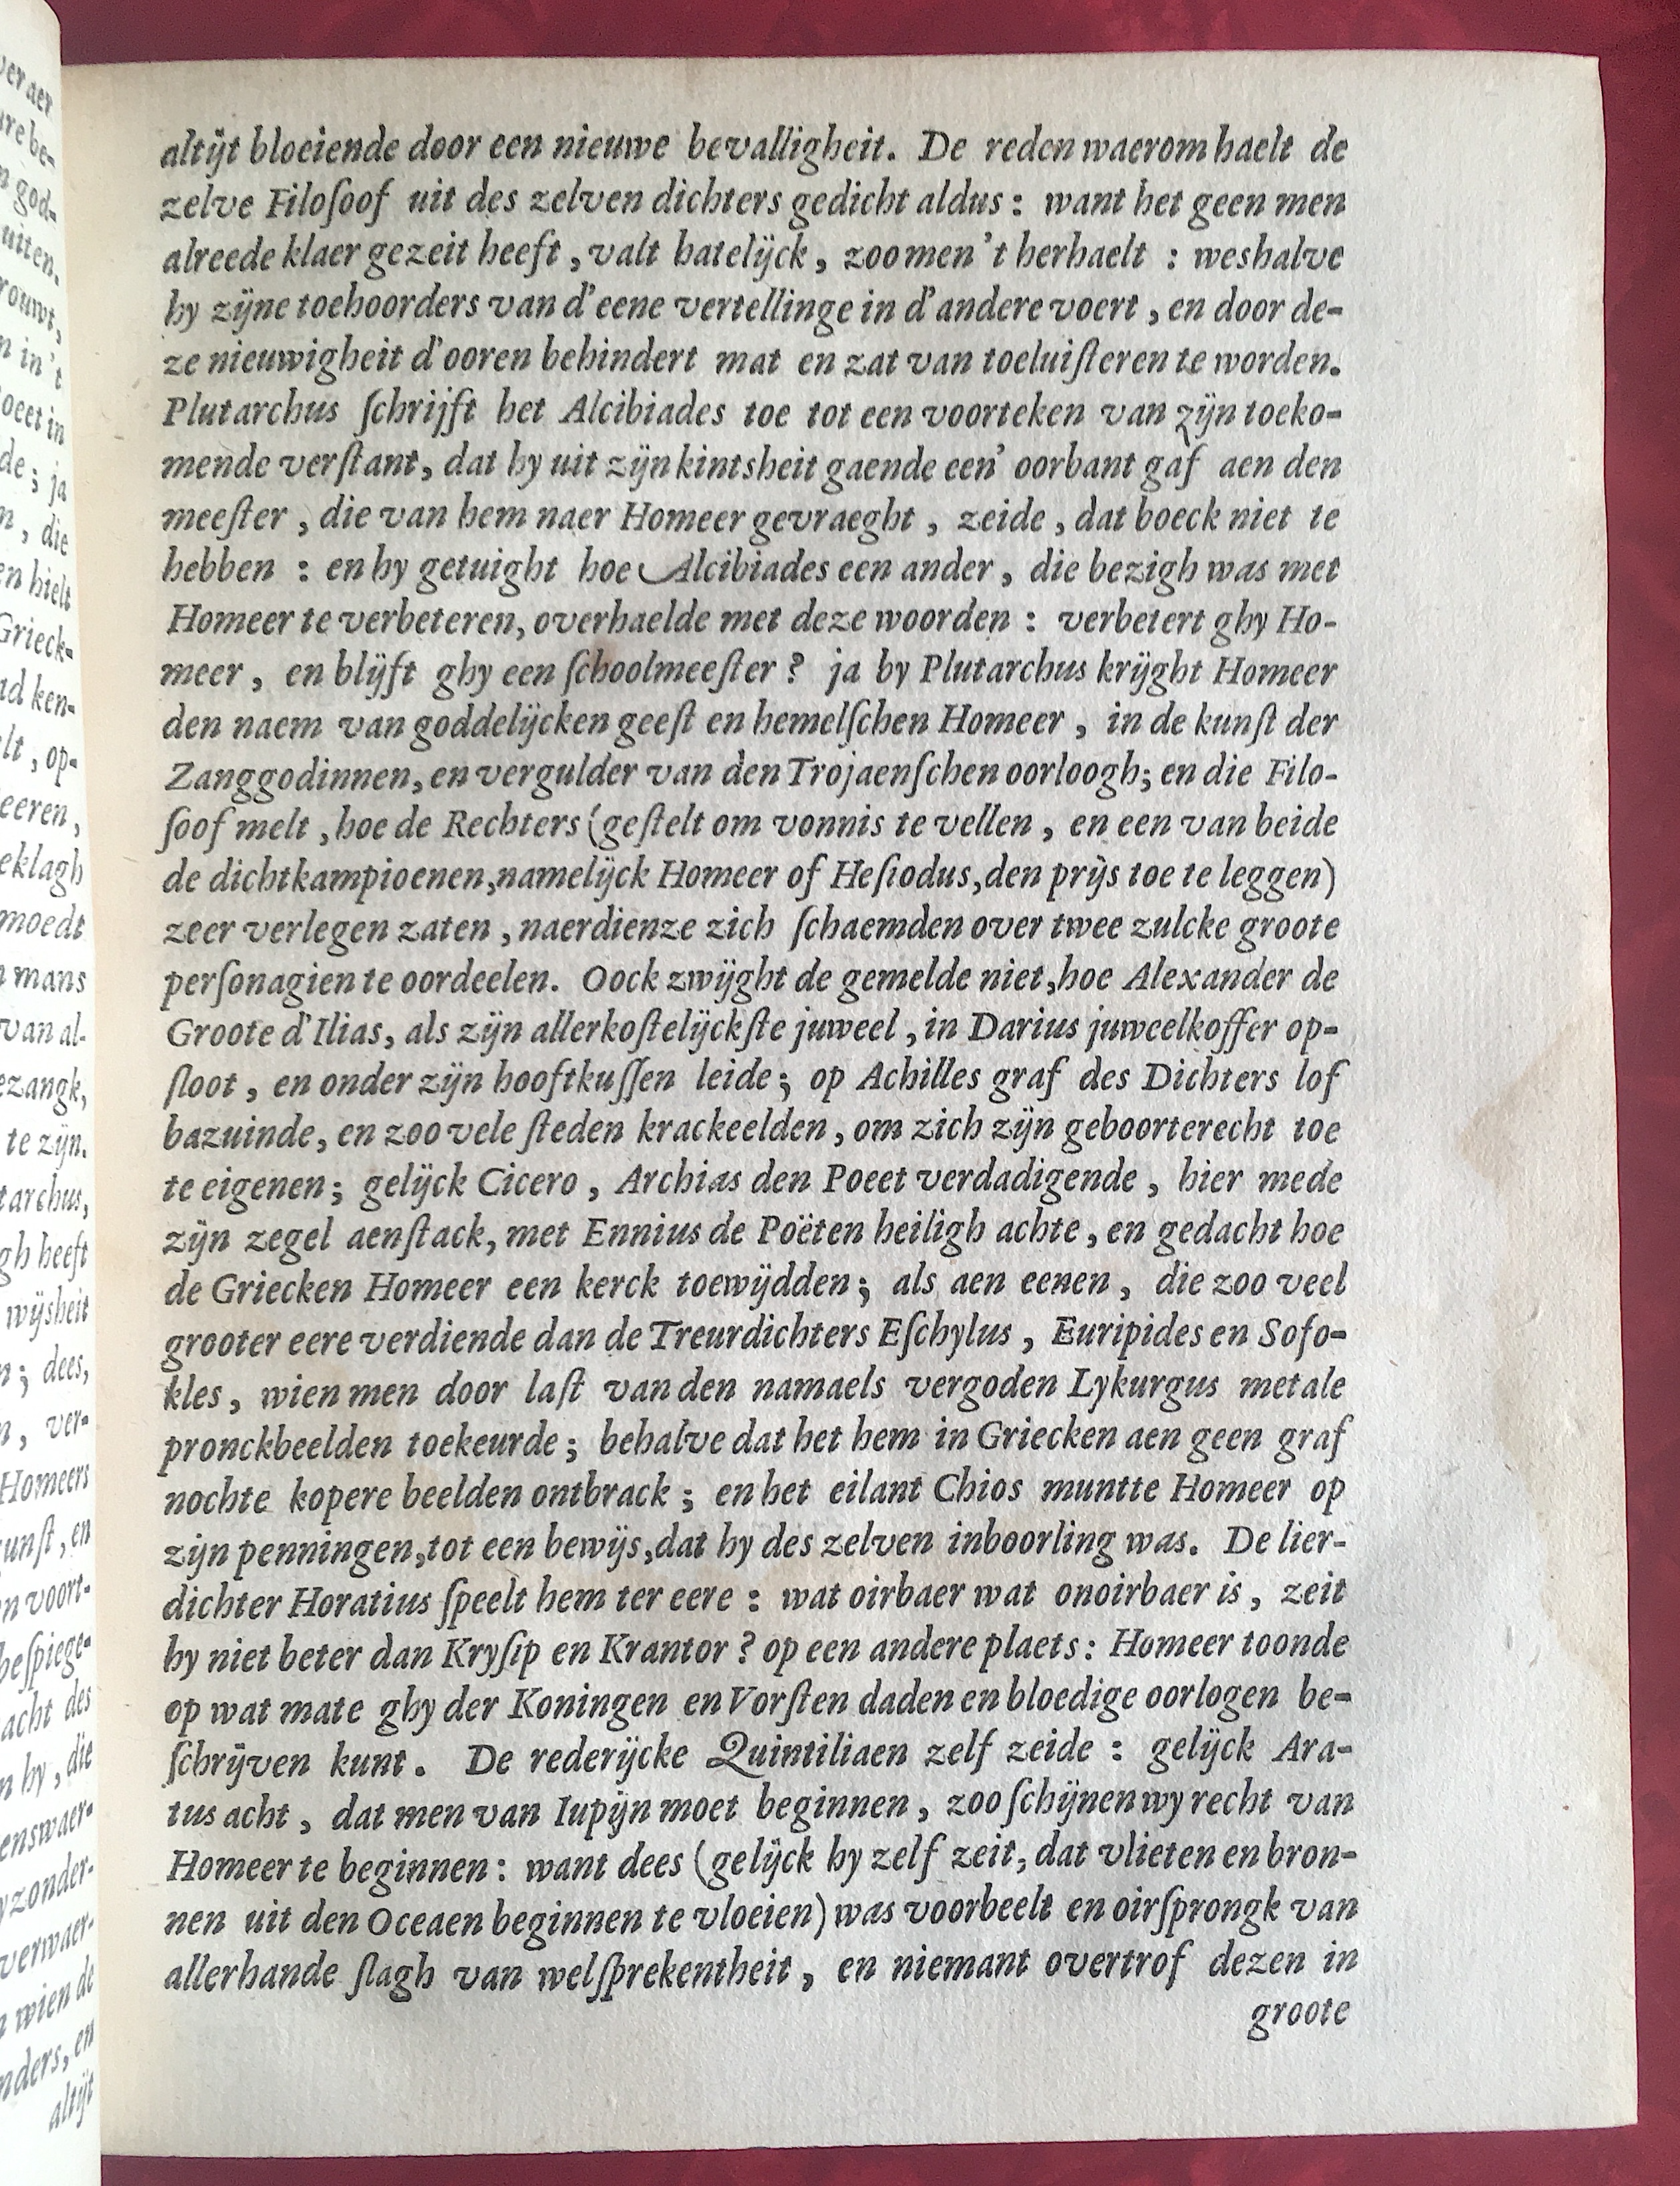 altijt bloeiende door een nieuwe bevalligheit. De reden waerom haelt de
zelve Filoſoof uit des zelven dichters gedicht aldus: want het geen men
alreede klaer gezeit heeft, valt hatelijck, zoomen't herhaelt: weshalve
hy zijne toehoorders van d'eene vertellinge in d'andere voert, en door de-
ze nieuwigheit d'ooren behindert mat en zat van toeluiſteren te worden.
Plutarchus ſchrijft het Alcibiades toe tot een voorteken van zijn toeko-
mende verſtant, dat hy uit zijn kintsheit gaende een' oorbant gaf aen den
meeſter, die van hem naer Homeer gevraeght, zeide, dat boeck niet te
hebben: en hy getuight hoe Alcibiades een ander, die bezigh was met
Homeer te verbeteren, overhaelde met deze woorden: verbetert ghy Ho-
meer, en blijft ghy een ſchoolmeeſter? ja by Plutarchus krijght Homeer
den naem van goddelijcken geeſt en hemelſchen Homeer, in de kunſt der
Zanggodinnen, en vergulder van den Trojaenſchen oorloogh; en die Filo-
ſoof melt, hoe de Rechters (geſtelt om vonnis te vellen, en een van beide
de dichtkampioenen, namelijck Homeer of Heſiodus, den prijs toe te leggen)
zeer verlegen zaten, naerdienze zich ſchaemden over twee zulcke groote
perſonagien te oordeelen. Oock zwijght de gemelde niet, hoe Alexander de
Groote d'Ilias, als zijn allerkoſtelijckſte juweel, in Darius juweelkoffer op-
ſloot, en onder zijn hooftkuſſen leide; op Achilles graf des Dichters lof
bazuinde, en zoo vele ſteden krackeelden, om zich zijn geboorterecht toe
te eigenen; gelijck Cicero, Archias den Poeet verdadigende, hier mede
zijn zegel aenſtack, met Ennius de Poëten heiligh achte, en gedacht hoe
de Griecken Homeer een kerck toewijdden; als aen eenen, die zoo veel
grooter eere verdiende dan de Treurdichters Eſchylus, Euripides en Sofo-
kles, wien men door laſt van den namaels vergoden Lykurgus metale
pronckbeelden toekeurde; behalve dat het hem in Griecken aen geen graf
nochte kopere beelden ontbrack; en het eilant Chios muntte Homeer op
zijn penningen, tot een bewijs, dat hy des zelven inboorling was. De lier-
dichter Horatius ſpeelt hem ter eere: wat oirbaer wat onoirbaer is, zeit
hy niet beter dan Kryſip en Krantor? op een andere plaets: Homeer toonde
op wat mate ghy der Koningen en Vorſten daden en bloedige oorlogen be-
ſchrijven kunt. De rederijcke Quintiliaen zelf zeide: gelijck Ara-
tus acht, dat men van Iupijn moet beginnen, zoo ſchijnen wy recht van
Homeer te beginnen: want dees (gelijck hy zelf zeit, dat vlieten en bron-
nen uit den Oceaen beginnen te vloeien) was voorbeelt en oirſprongk van
allerhande ſlagh van welſprekentheit, en niemant overtrof dezen in
groote